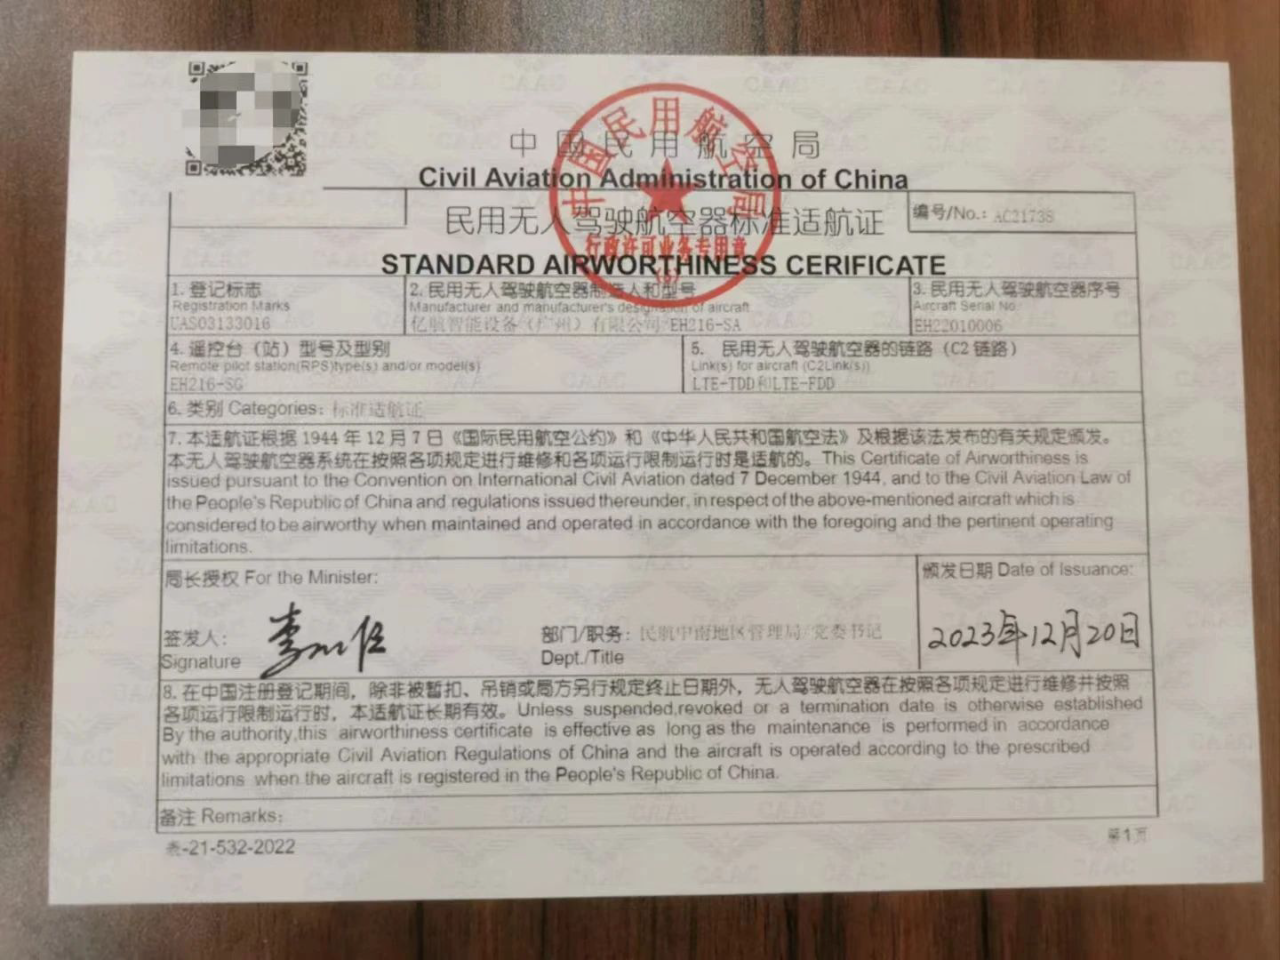 中国民用航空局
Civil Aviation Administration of China
民用无人驾驶航空器标准适航证
编号/No.: AC21738
STANDARD AIRWORTHINESS CERIFICATE
中国民用航空局
行政许可业务专用章
1. 登记标志
Registration Marks
UAS03133016
2. 民用无人驾驶航空器制造人和型号
Manufacturer and manufacturer's designation of aircraft
亿航智能设备（广州）有限公司/EH216-SA
3. 民用无人驾驶航空器序号
Aircraft Serial No.
EH22010006
4. 遥控台（站）型号及型别
Remote pilot station(RPS)type(s) and/or model(s)
EH216-SG
5. 民用无人驾驶航空器的链路（C2 链路）
Link(s) for aircraft (C2Link(s))
LTE-TDD和LTE-FDD
6. 类别 Categories: 标准适航证
7. 本适航证根据 1944 年 12 月 7 日《国际民用航空公约》和《中华人民共和国航空法》及根据该法发布的有关规定颁发。
本无人驾驶航空器系统在按照各项规定进行维修和各项运行限制运行时是适航的。This Certificate of Airworthiness is
issued pursuant to the Convention on International Civil Aviation dated 7 December 1944, and to the Civil Aviation Law of
the People's Republic of China and regulations issued thereunder, in respect of the above-mentioned aircraft which is
considered to be airworthy when maintained and operated in accordance with the foregoing and the pertinent operating
limitations.
局长授权 For the Minister:
颁发日期 Date of Issuance:
签发人:
Signature
部门/职务: 民航中南地区管理局/党委书记
Dept./Title
2023年12月20日
8. 在中国注册登记期间，除非被暂扣、吊销或局方另行规定终止日期外，无人驾驶航空器在按照各项规定进行维修并按照
各项运行限制运行时，本适航证长期有效。Unless suspended,revoked or a termination date is otherwise established
By the authority,this airworthiness certificate is effective as long as the maintenance is performed in accordance
with the appropriate Civil Aviation Regulations of China and the aircraft is operated according to the prescribed
limitations when the aircraft is registered in the People's Republic of China.
备注 Remarks:
表-21-532-2022
第1页